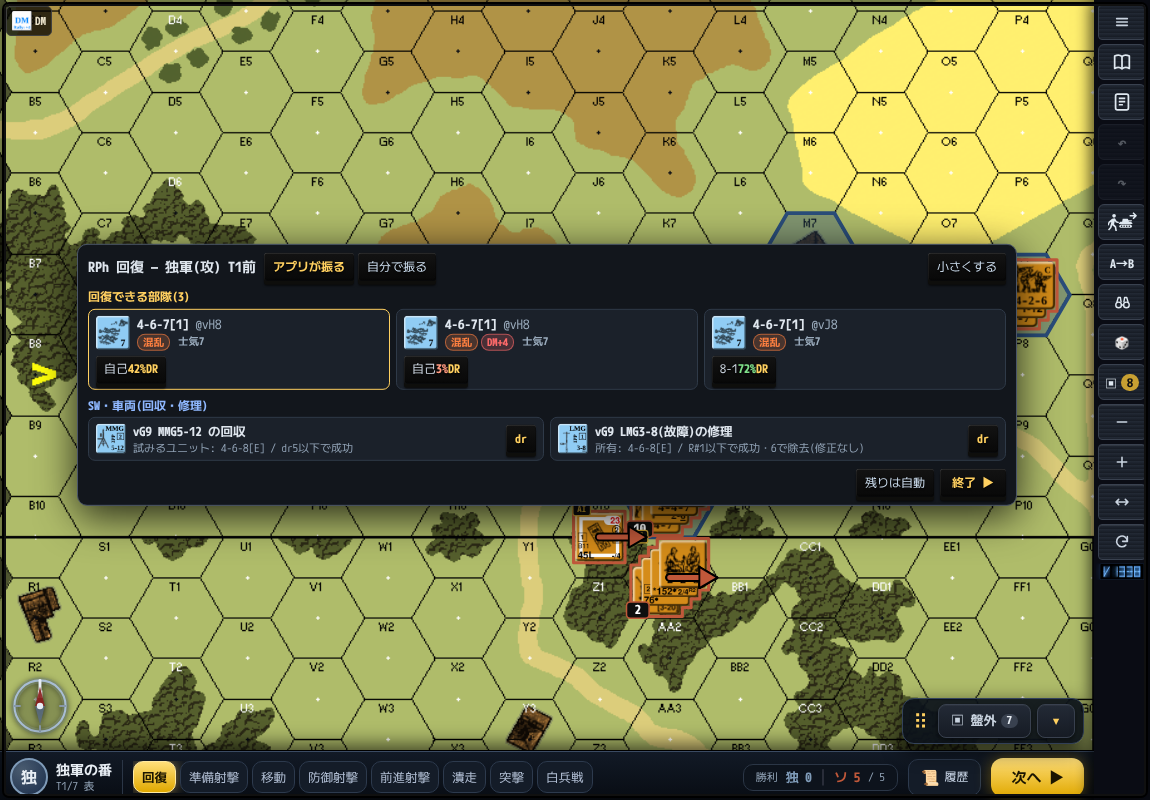 DM DM
D4 F4 H4 J4 L4 N4 P4
C5 E5 G5 I5 K5 M5 O5
B5 D5 F5 H5 J5 L5 N5 P5
C6 E6 G6 I6 K6 M6 O6
B6 D6 F6 H6 J6 L6 N6 P6
C7 E7 G7 I7 K7 M7 O7
B7
B8
B9
B10
RPh 回復 – 独軍(攻) T1前
アプリが振る
自分で振る
小さくする
回復できる部隊(3)
4-6-7[1] @vH8
混乱 士気7
自己42%DR
4-6-7[1] @vH8
混乱 DM+4 士気7
自己3%DR
4-6-7[1] @vJ8
混乱 士気7
8-172%DR
SW・車両(回収・修理)
vG9 MMG5-12 の回収
試みるユニット: 4-6-8[E] / dr5以下で成功
dr
vG9 LMG3-8(故障)の修理
所有: 4-6-8[E] / R#1以下で成功・6で除去(修正なし)
dr
残りは自動
終了 ▶
A→B
8
P8
P9
P10
S1 U1 W1 Y1 CC1 EE1
R1 T1 V1 X1 Z1 BB1 DD1 FF1
2
S2 U2 W2 Y2 AA2 CC2 EE2
R2 T2 V2 X2 Z2 BB2 DD2 FF2
S3 U3 W3 Y3 AA3 CC3
盤外 7
独
独軍の番
T1/7 表
回復
準備射撃
移動
防御射撃
前進射撃
潰走
突撃
白兵戦
勝利 独 0 ソ 5 / 5
履歴
次へ ▶